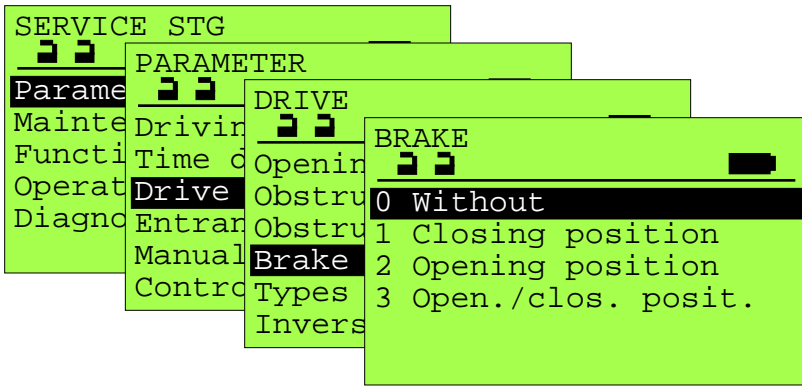 SERVICE STG
Parame
Mainte
Functi
Operat
Diagno
PARAMETER
Drivin
Time d
Drive
Entran
Manual
Contro
DRIVE
Openin
Obstru
Obstru
Brake
Types
Invers
BRAKE
0 Without
1 Closing position
2 Opening position
3 Open./clos. posit.